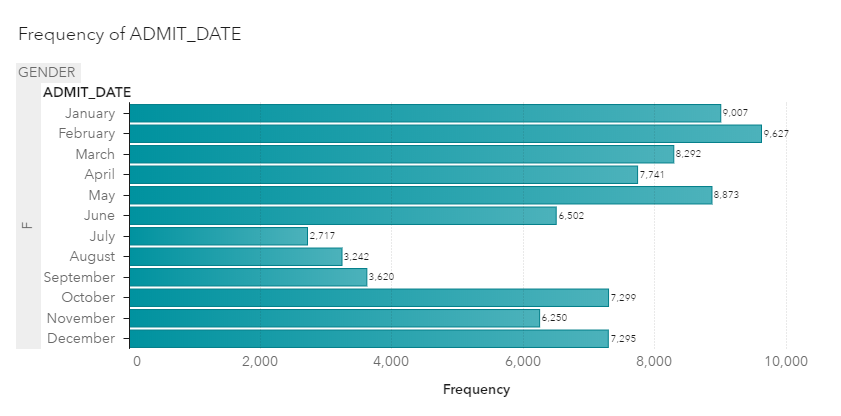 Frequency of ADMIT_DATE
GENDER
ADMIT_DATE
F
January 9,007
February 9,627
March 8,292
April 7,741
May 8,873
June 6,502
July 2,717
August 3,242
September 3,620
October 7,299
November 6,250
December 7,295
0 2,000 4,000 6,000 8,000 10,000
Frequency